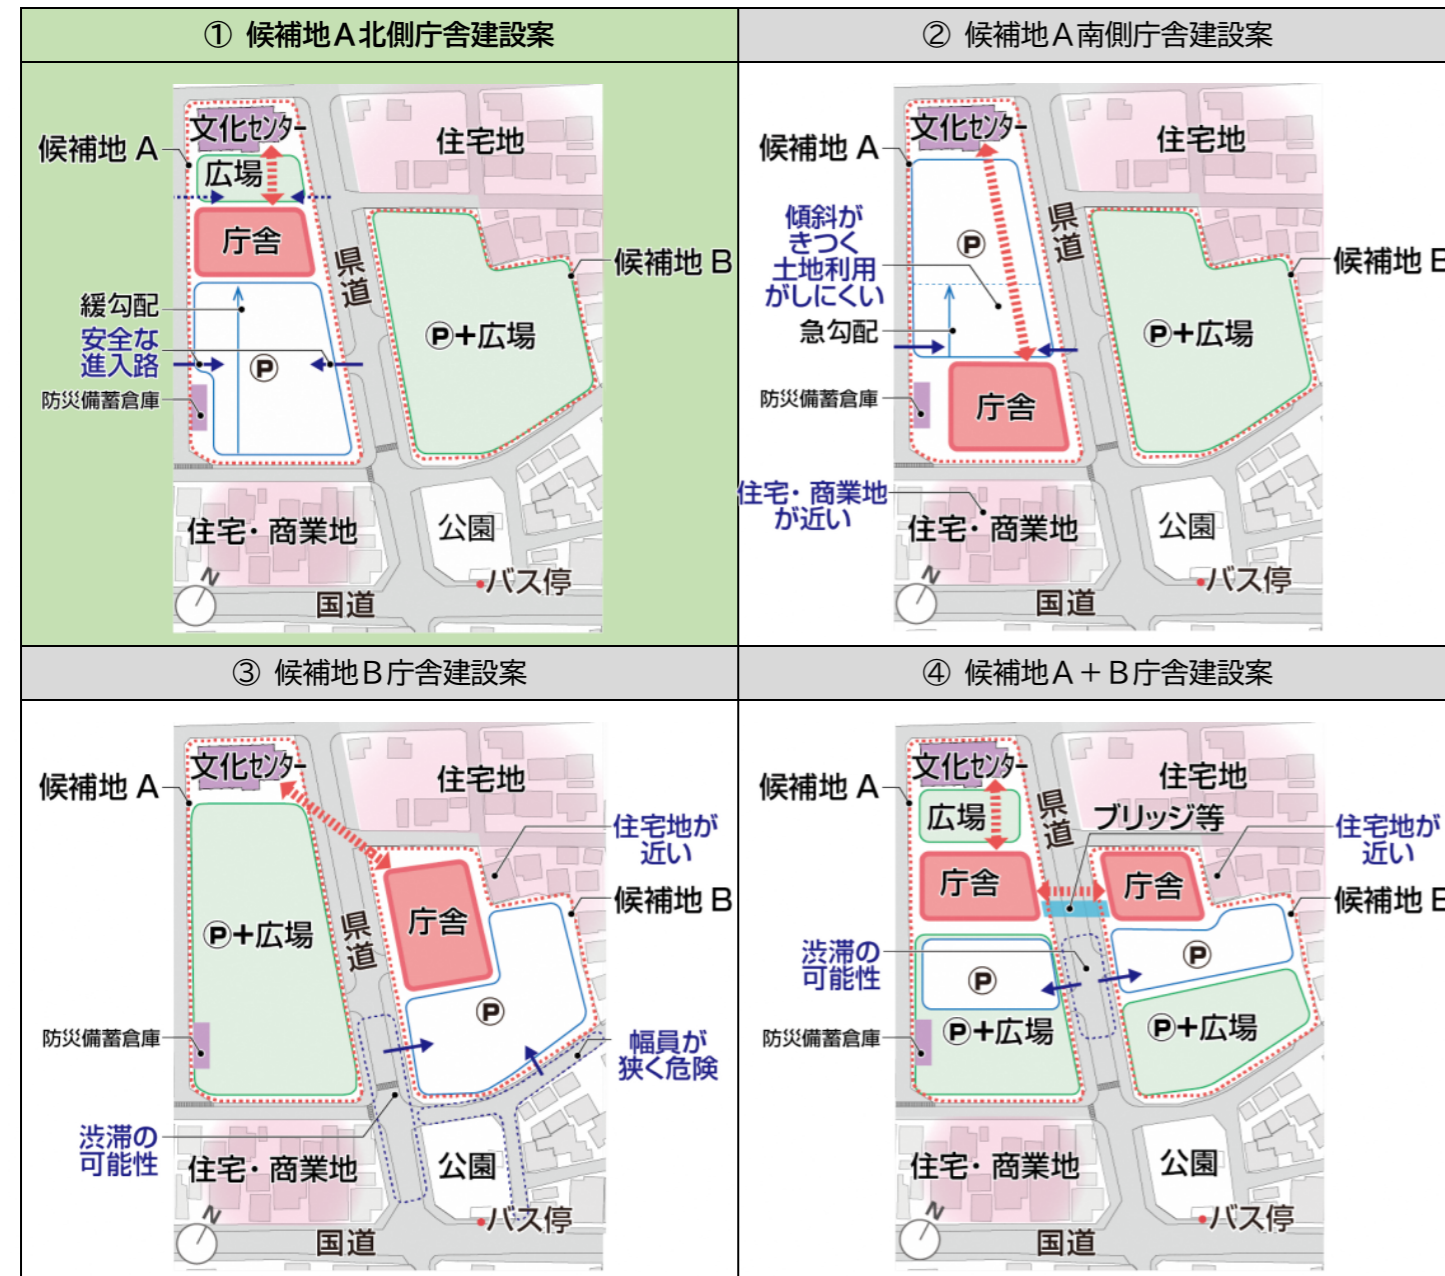 ① 候補地A北側庁舎建設案
文化センター
候補地 A
住宅地
広場
庁舎
県道
候補地 B
緩勾配
安全な
進入路
Ⓟ+広場
Ⓟ
防災備蓄倉庫
住宅・商業地
公園
N
バス停
国道
② 候補地A南側庁舎建設案
文化センター
候補地 A
住宅地
傾斜が
きつく
土地利用
がしにくい
県道
Ⓟ
候補地 B
急勾配
Ⓟ+広場
防災備蓄倉庫
庁舎
住宅・商業地
が近い
住宅・商業地
公園
N
バス停
国道
③ 候補地B庁舎建設案
文化センター
候補地 A
住宅地
住宅地が
近い
候補地 B
庁舎
県道
Ⓟ+広場
Ⓟ
防災備蓄倉庫
幅員が
狭く危険
渋滞の
可能性
住宅・商業地
公園
N
バス停
国道
④ 候補地A+B庁舎建設案
文化センター
候補地 A
住宅地
県道
広場
ブリッジ等
住宅地が
近い
庁舎
庁舎
候補地 B
渋滞の
可能性
Ⓟ
Ⓟ
防災備蓄倉庫
Ⓟ+広場
Ⓟ+広場
住宅・商業地
公園
N
バス停
国道